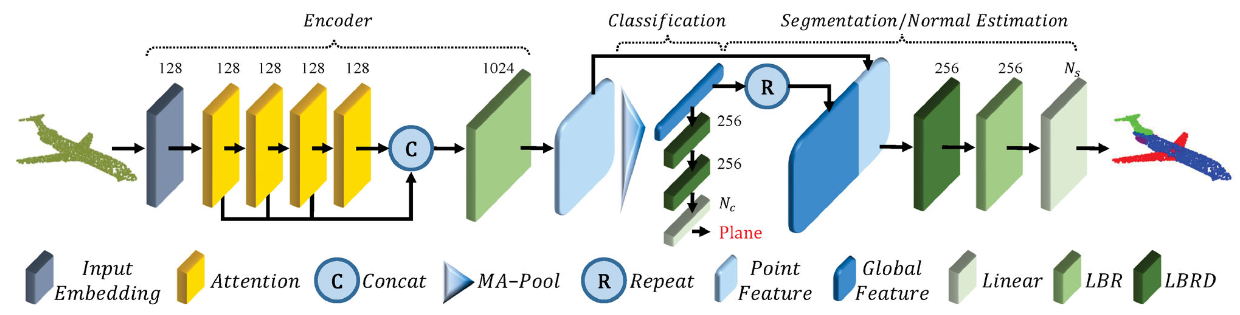 Encoder
Classification
Segmentation/Normal Estimation
128
128
128
128
128
1024
256
256
N_s
C
R
256
256
N_c
Plane
Input
Embedding
Attention
C
Concat
MA–Pool
R
Repeat
Point
Feature
Global
Feature
Linear
LBR
LBRD